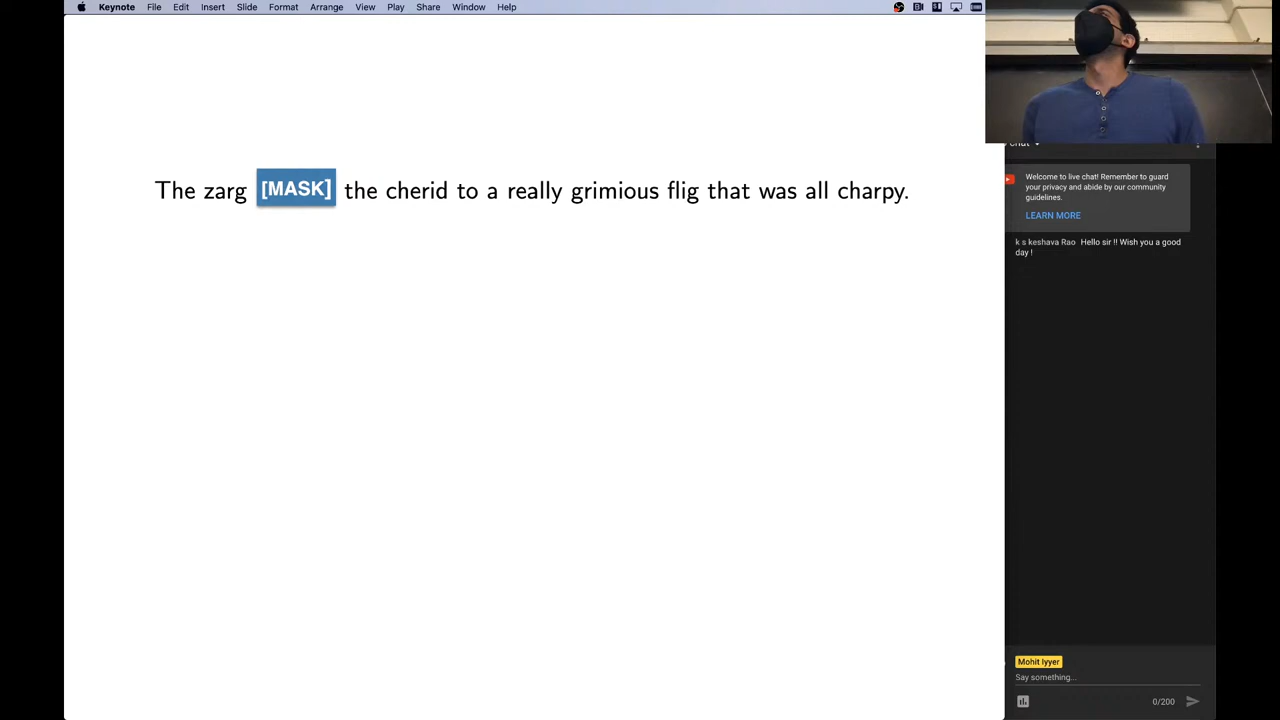 Keynote File Edit Insert Slide Format Arrange View Play Share Window Help
The zarg [MASK] the cherid to a really grimious flig that was all charpy.
Welcome to live chat! Remember to guard
your privacy and abide by our community
guidelines.
LEARN MORE
k s keshava Rao Hello sir !! Wish you a good
day !
Mohit Iyyer
Say something...
0/200